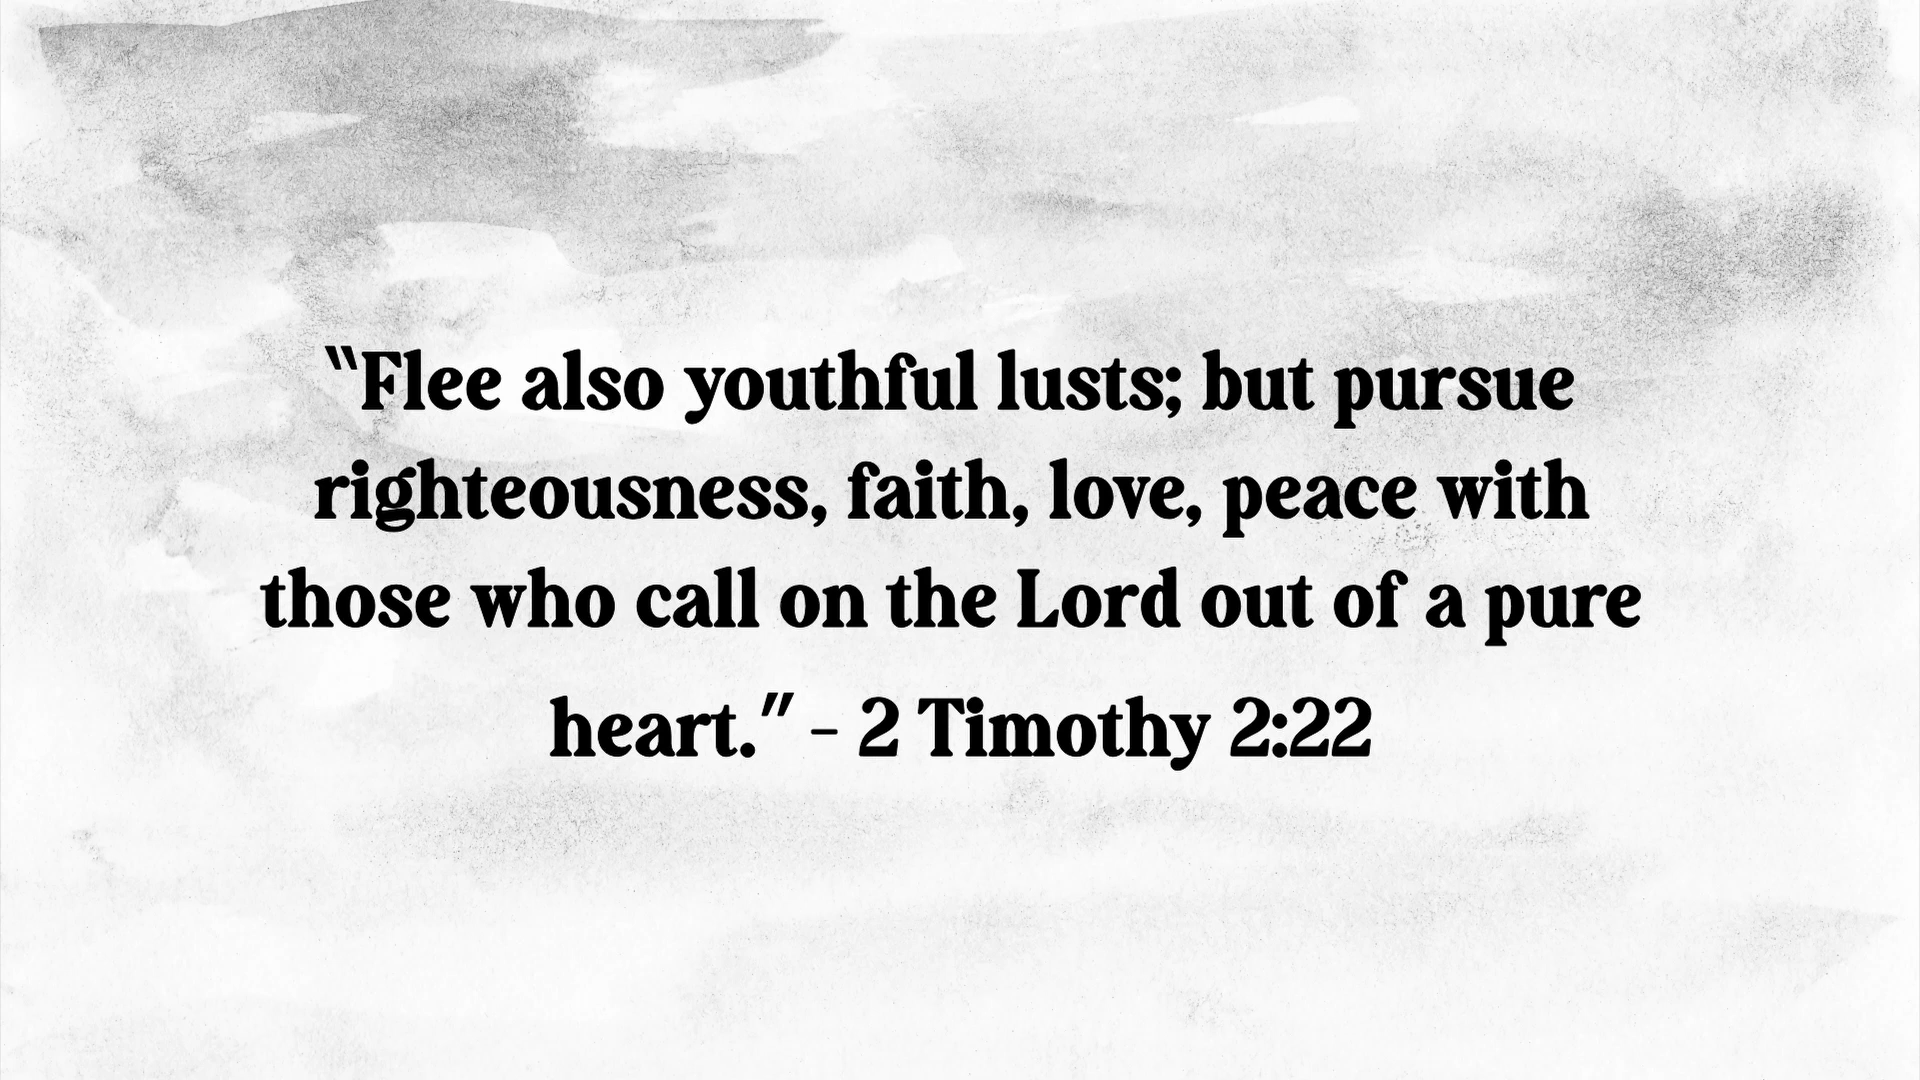 "Flee also youthful lusts; but pursue
righteousness, faith, love, peace with
those who call on the Lord out of a pure
heart." - 2 Timothy 2:22